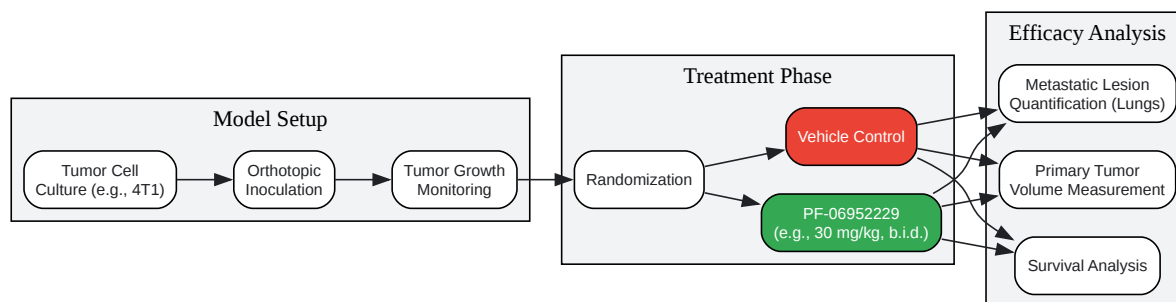 Model Setup
Tumor Cell
Culture (e.g., 4T1)
Orthotopic
Inoculation
Tumor Growth
Monitoring
Treatment Phase
Randomization
Vehicle Control
PF-06952229
(e.g., 30 mg/kg, b.i.d.)
Efficacy Analysis
Metastatic Lesion
Quantification (Lungs)
Primary Tumor
Volume Measurement
Survival Analysis